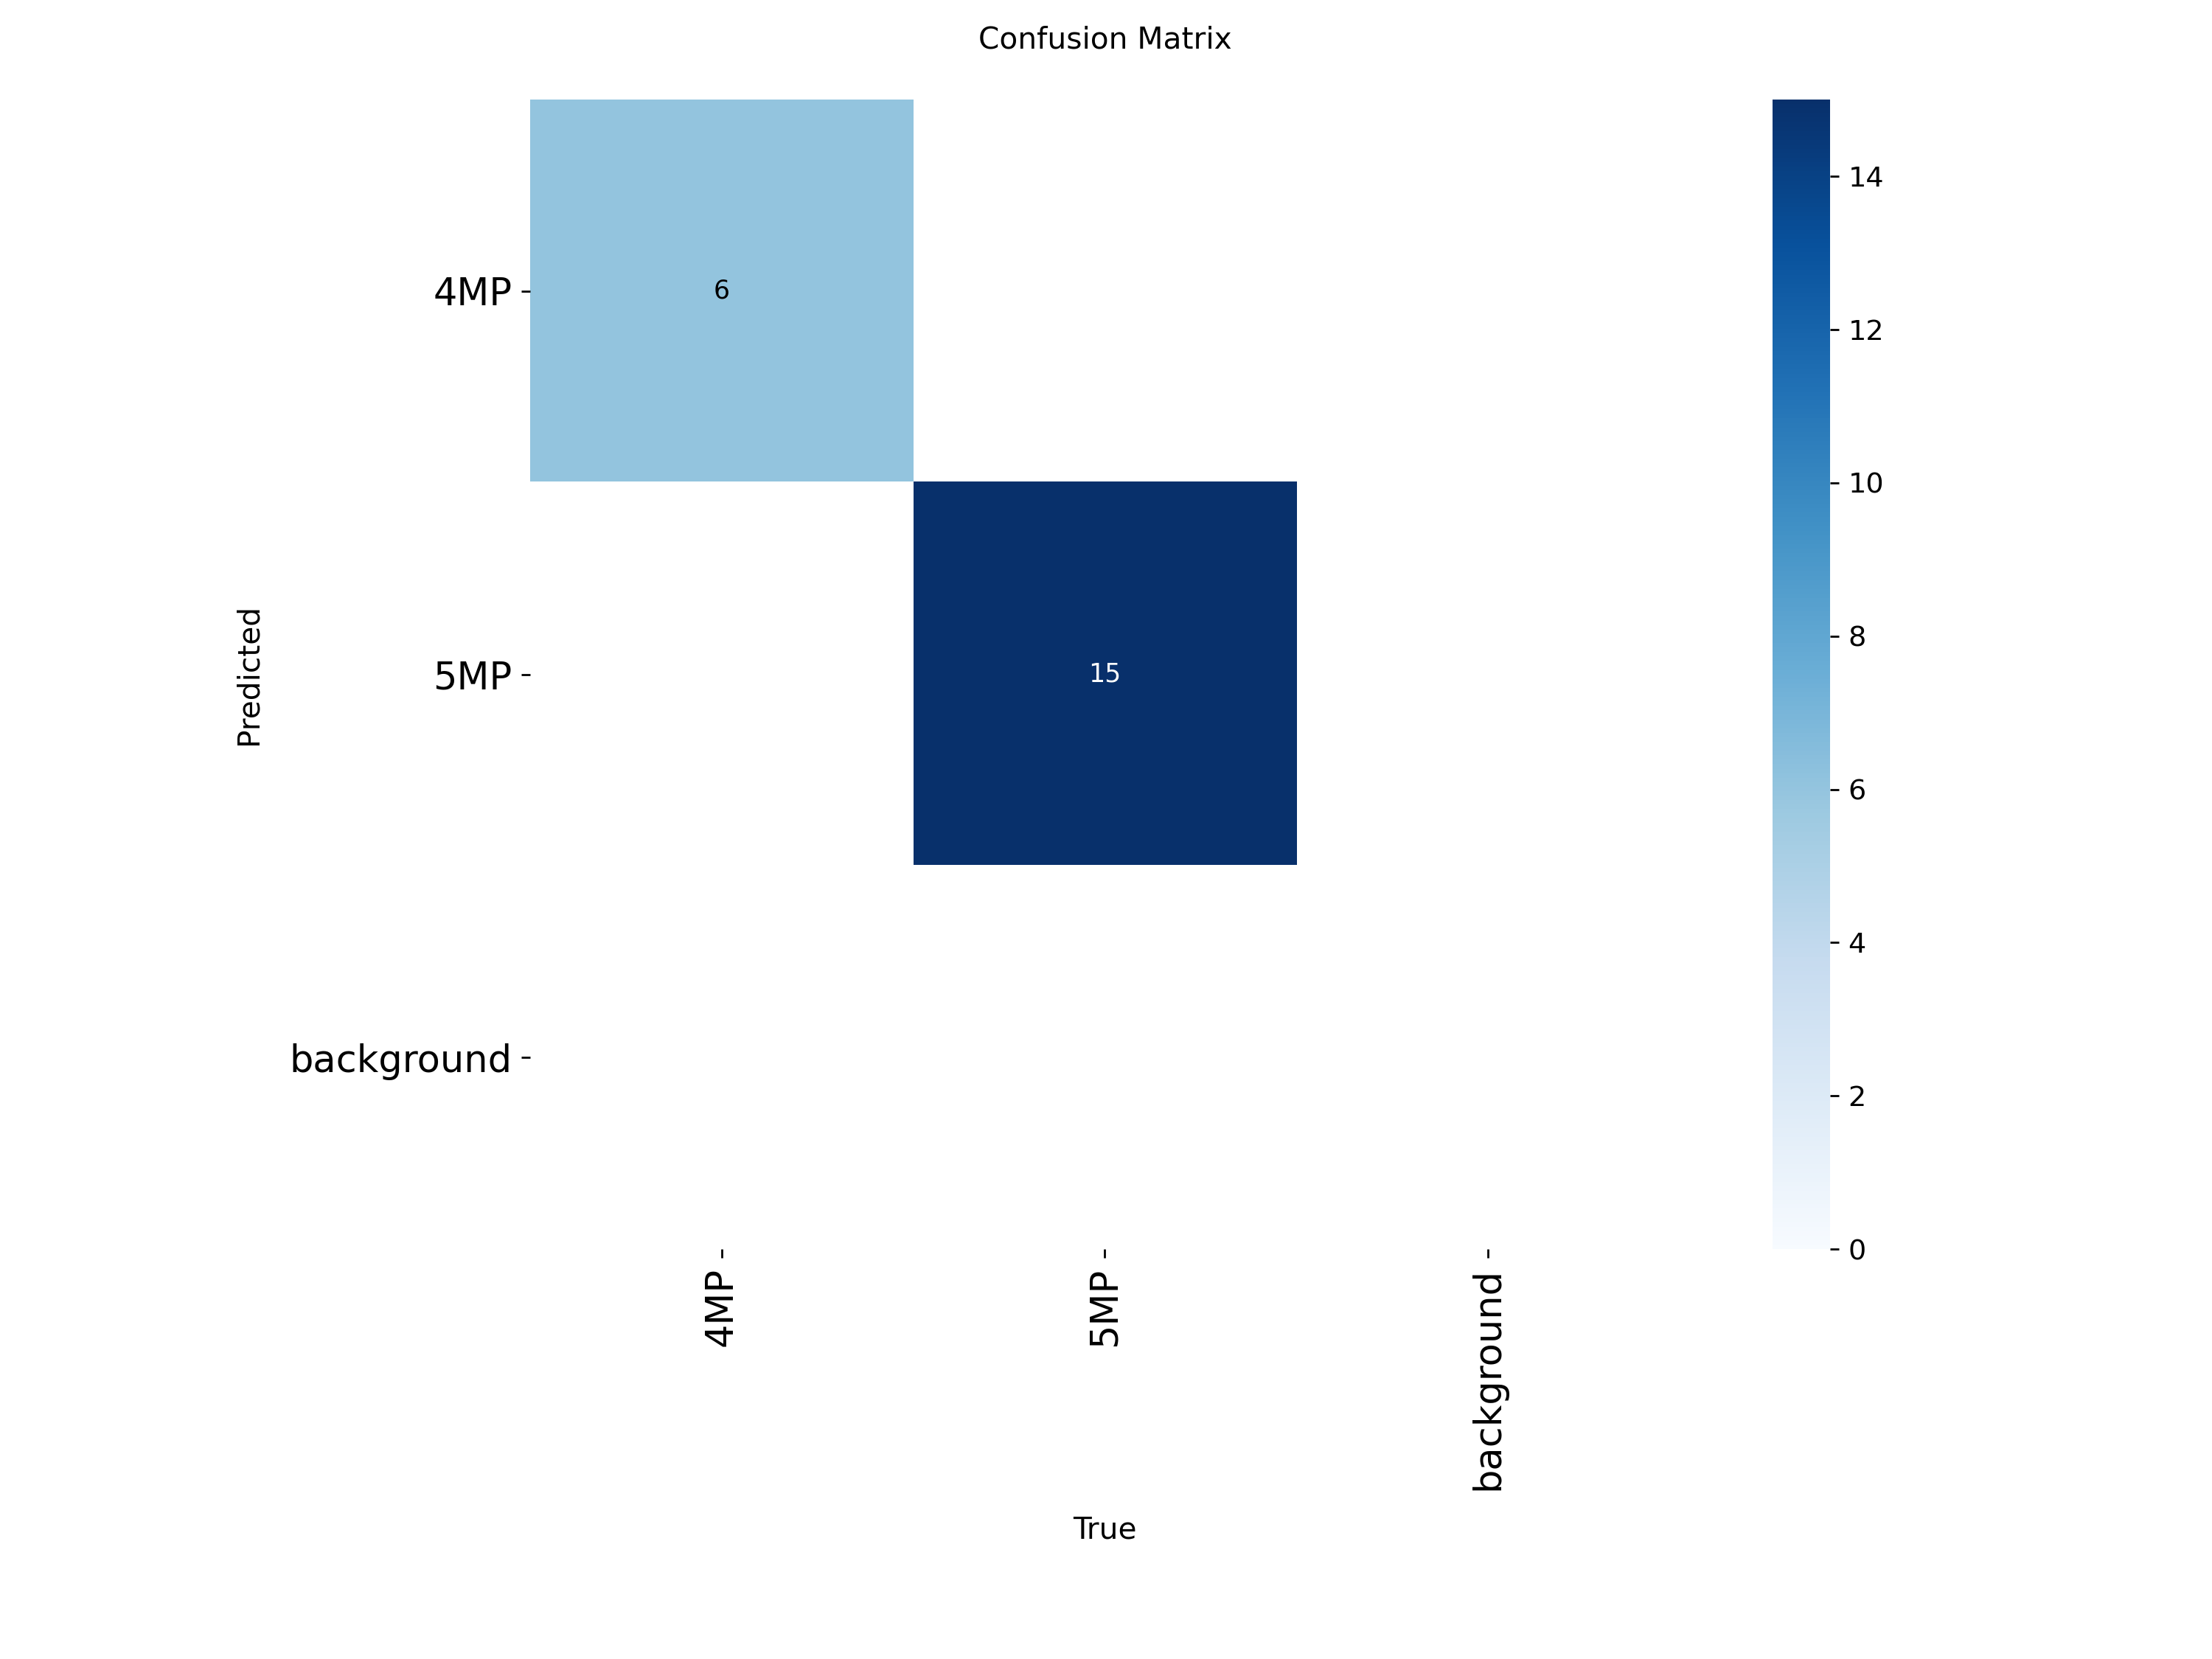 Confusion Matrix
4MP
6
5MP
15
background
Predicted
4MP
5MP
background
True
14
12
10
8
6
4
2
0